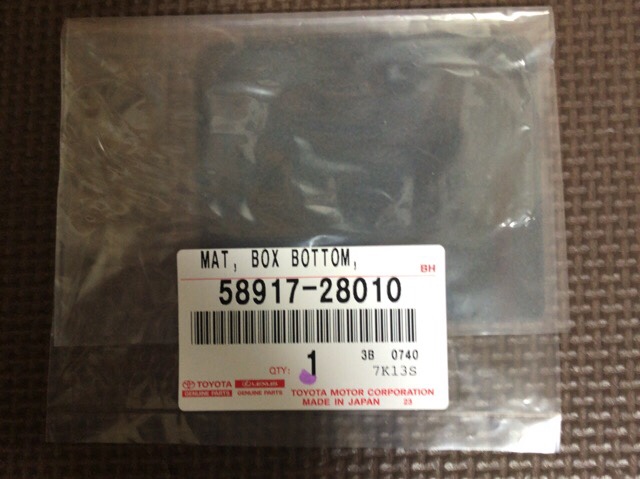 MAT, BOX BOTTOM,
BH
58917-28010
QTY: 1
3B 0740
7K13S
TOYOTA
GENUINE PARTS
LEXUS
GENUINE PARTS
TOYOTA MOTOR CORPORATION
MADE IN JAPAN 23